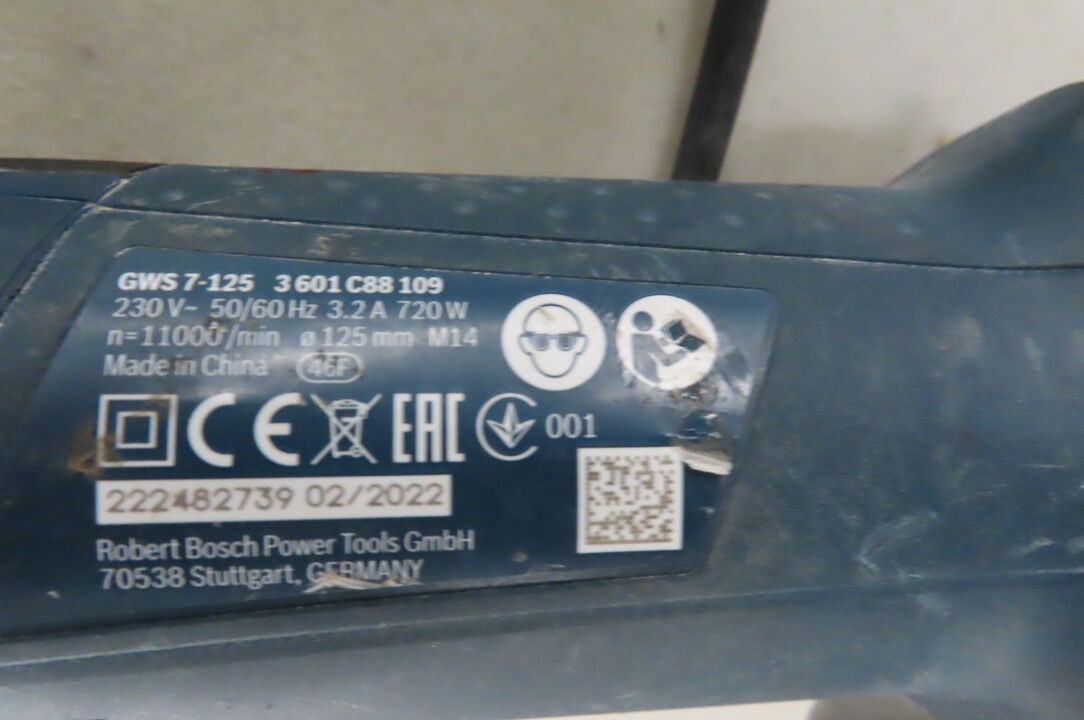 GWS 7-125 3 601 C88 109
230 V~ 50/60 Hz 3.2 A 720 W
n=11000/min ø 125 mm M14
Made in China 46F
CE EAC 001
222482739 02/2022
Robert Bosch Power Tools GmbH
70538 Stuttgart, GERMANY